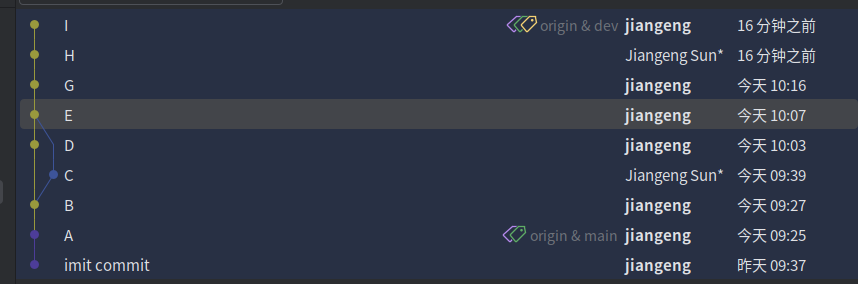 I origin & dev jiangeng 16 分钟之前
H Jiangeng Sun* 16 分钟之前
G jiangeng 今天 10:16
E jiangeng 今天 10:07
D jiangeng 今天 10:03
C Jiangeng Sun* 今天 09:39
B jiangeng 今天 09:27
A origin & main jiangeng 今天 09:25
imit commit jiangeng 昨天 09:37